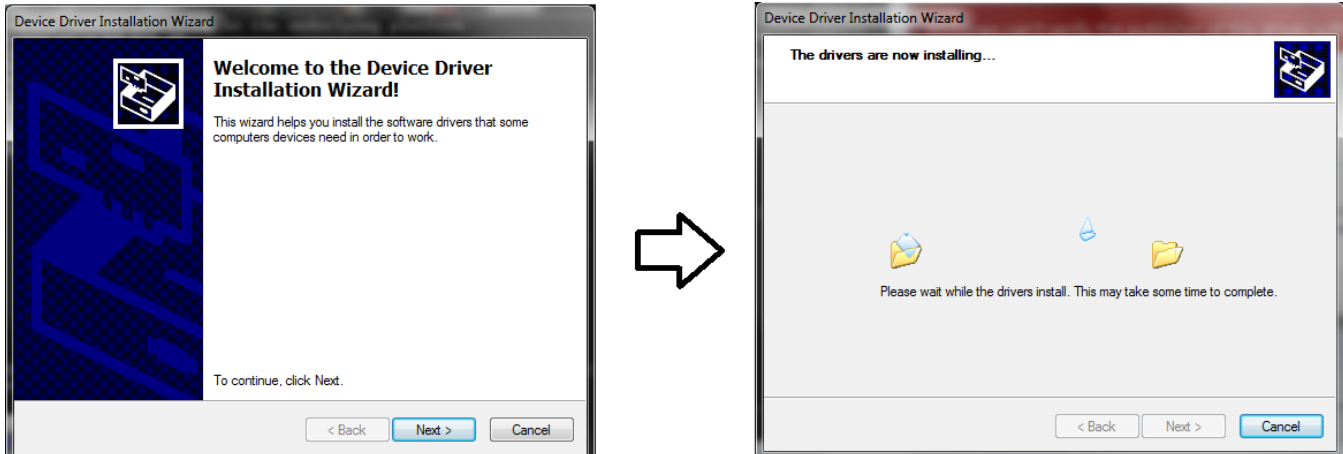 Device Driver Installation Wizard
Welcome to the Device Driver
Installation Wizard!
This wizard helps you install the software drivers that some
computers devices need in order to work.
To continue, click Next.
< Back
Next >
Cancel
Device Driver Installation Wizard
The drivers are now installing...
Please wait while the drivers install. This may take some time to complete.
< Back
Next >
Cancel